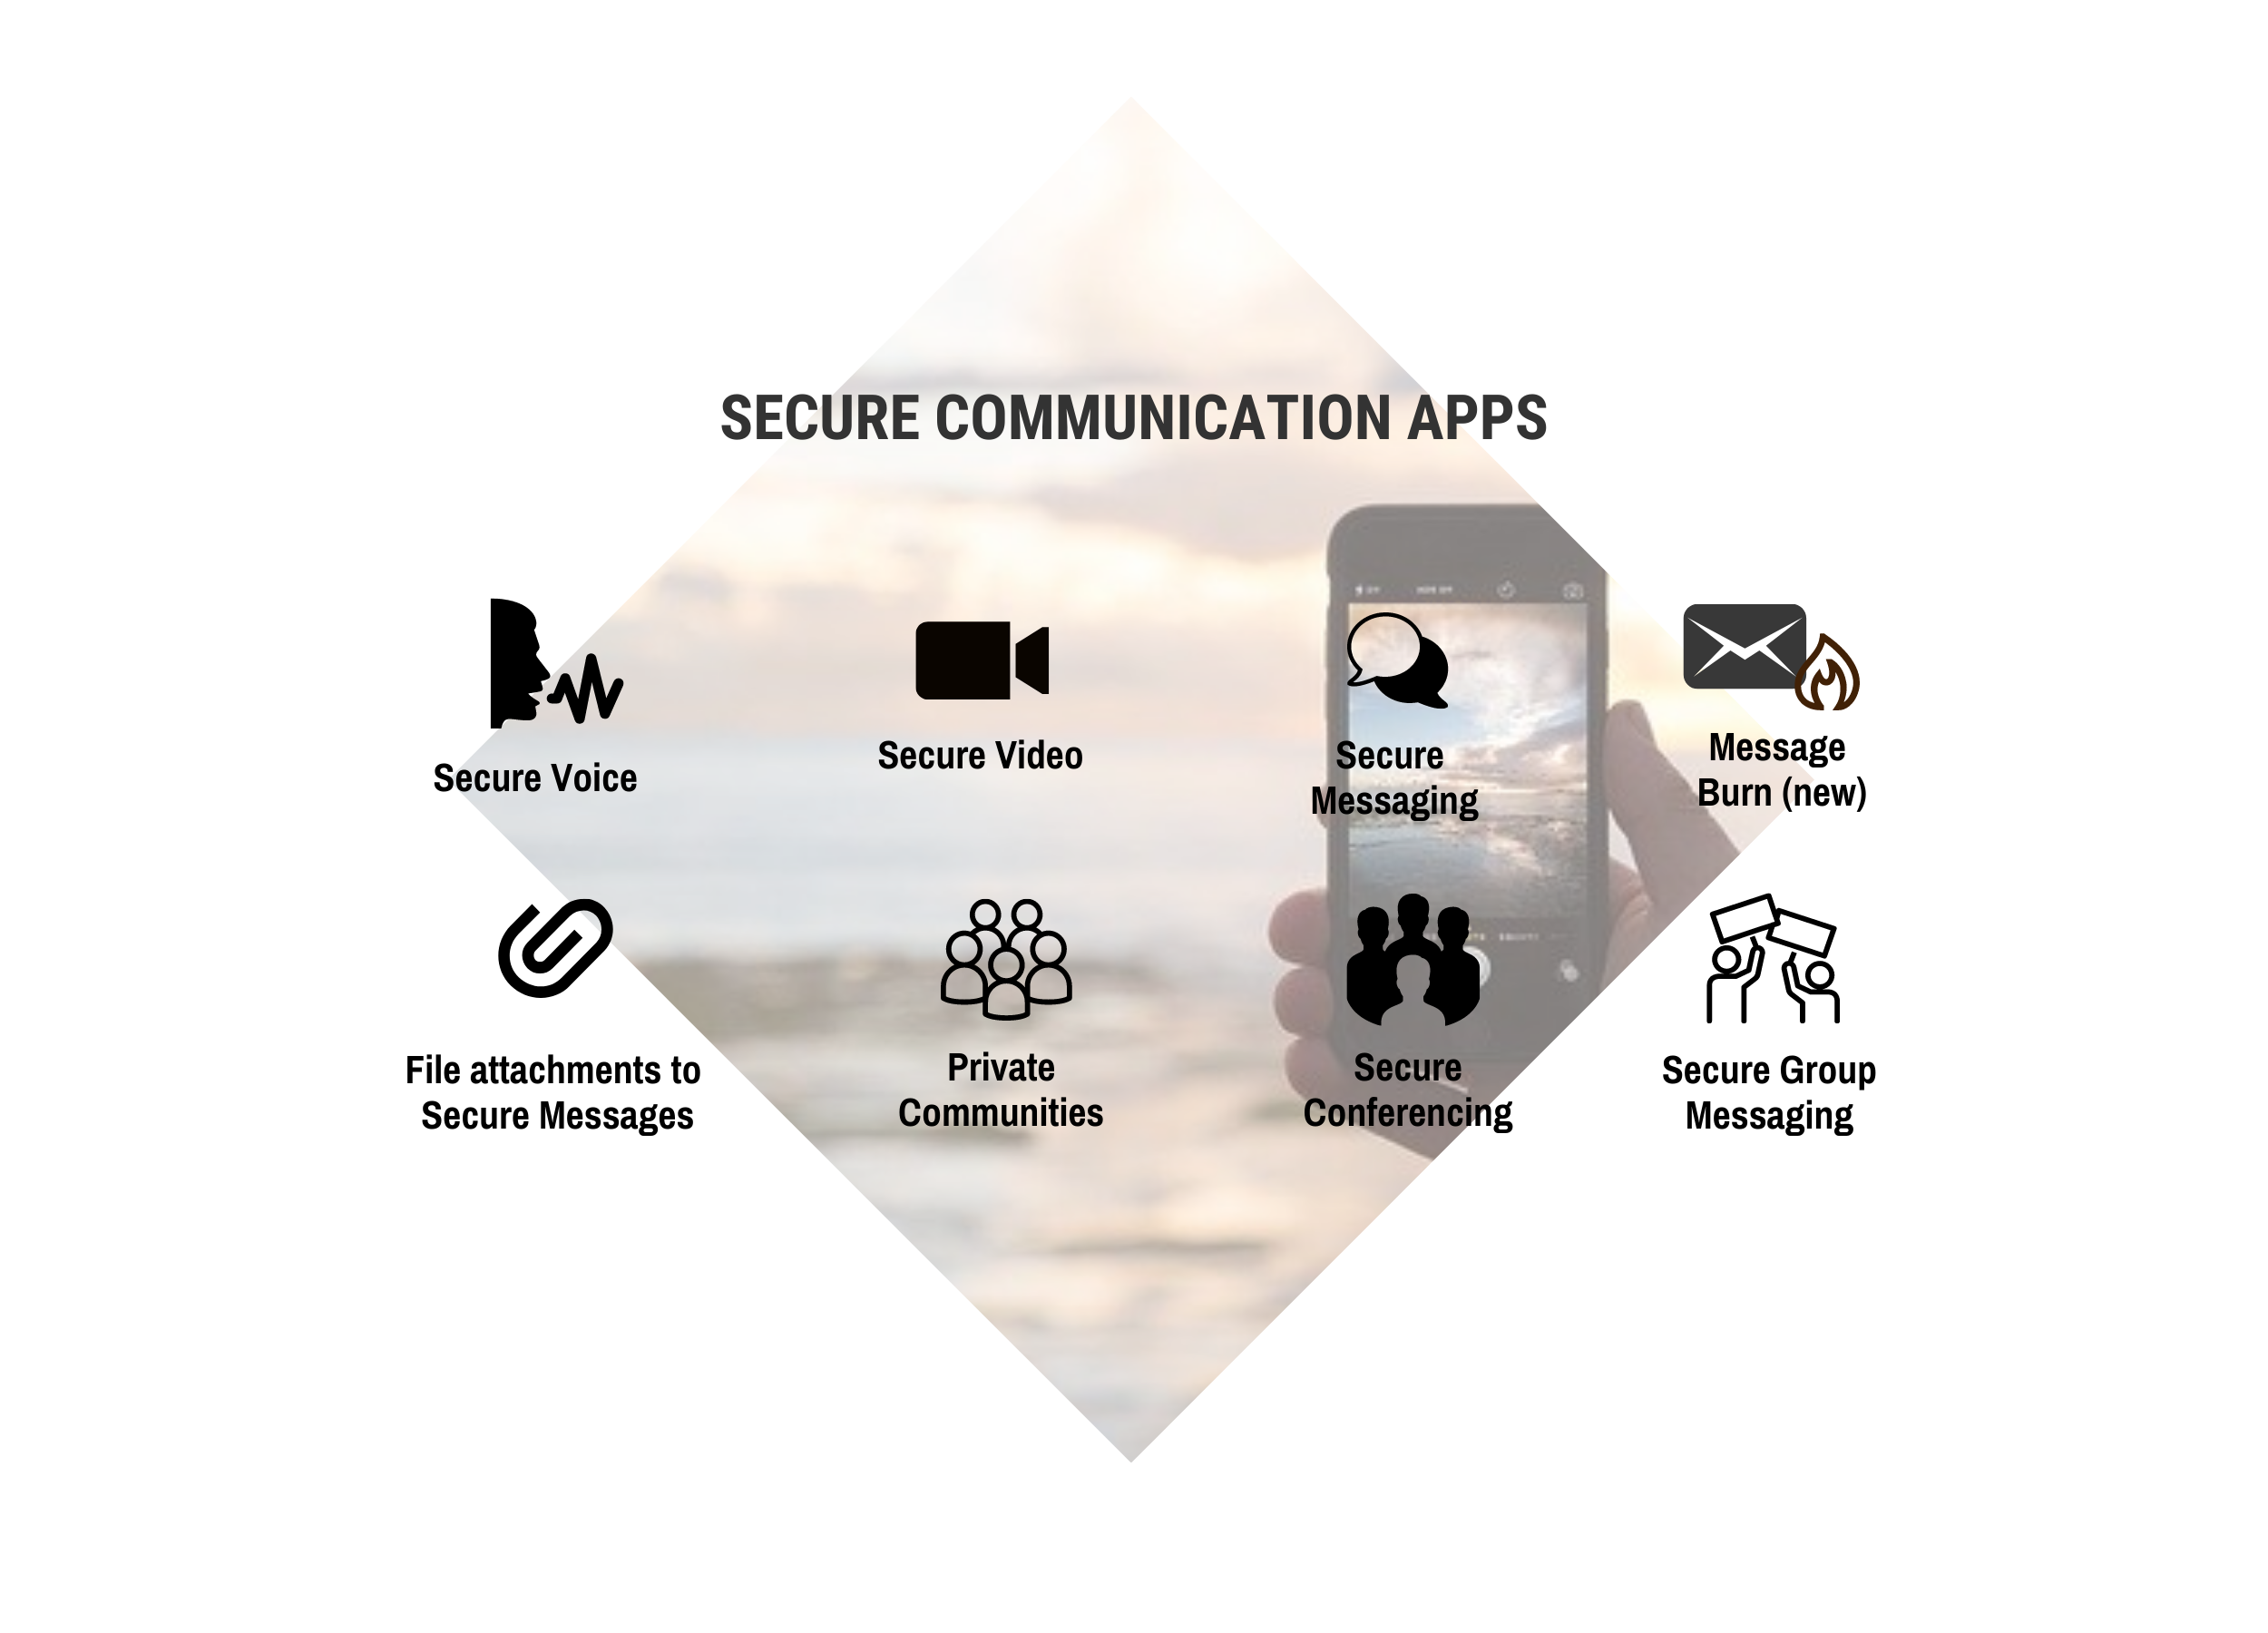 SECURE COMMUNICATION APPS
Secure Voice
Secure Video
Secure
Messaging
Message
Burn (new)
File attachments to
Secure Messages
Private
Communities
Secure
Conferencing
Secure Group
Messaging